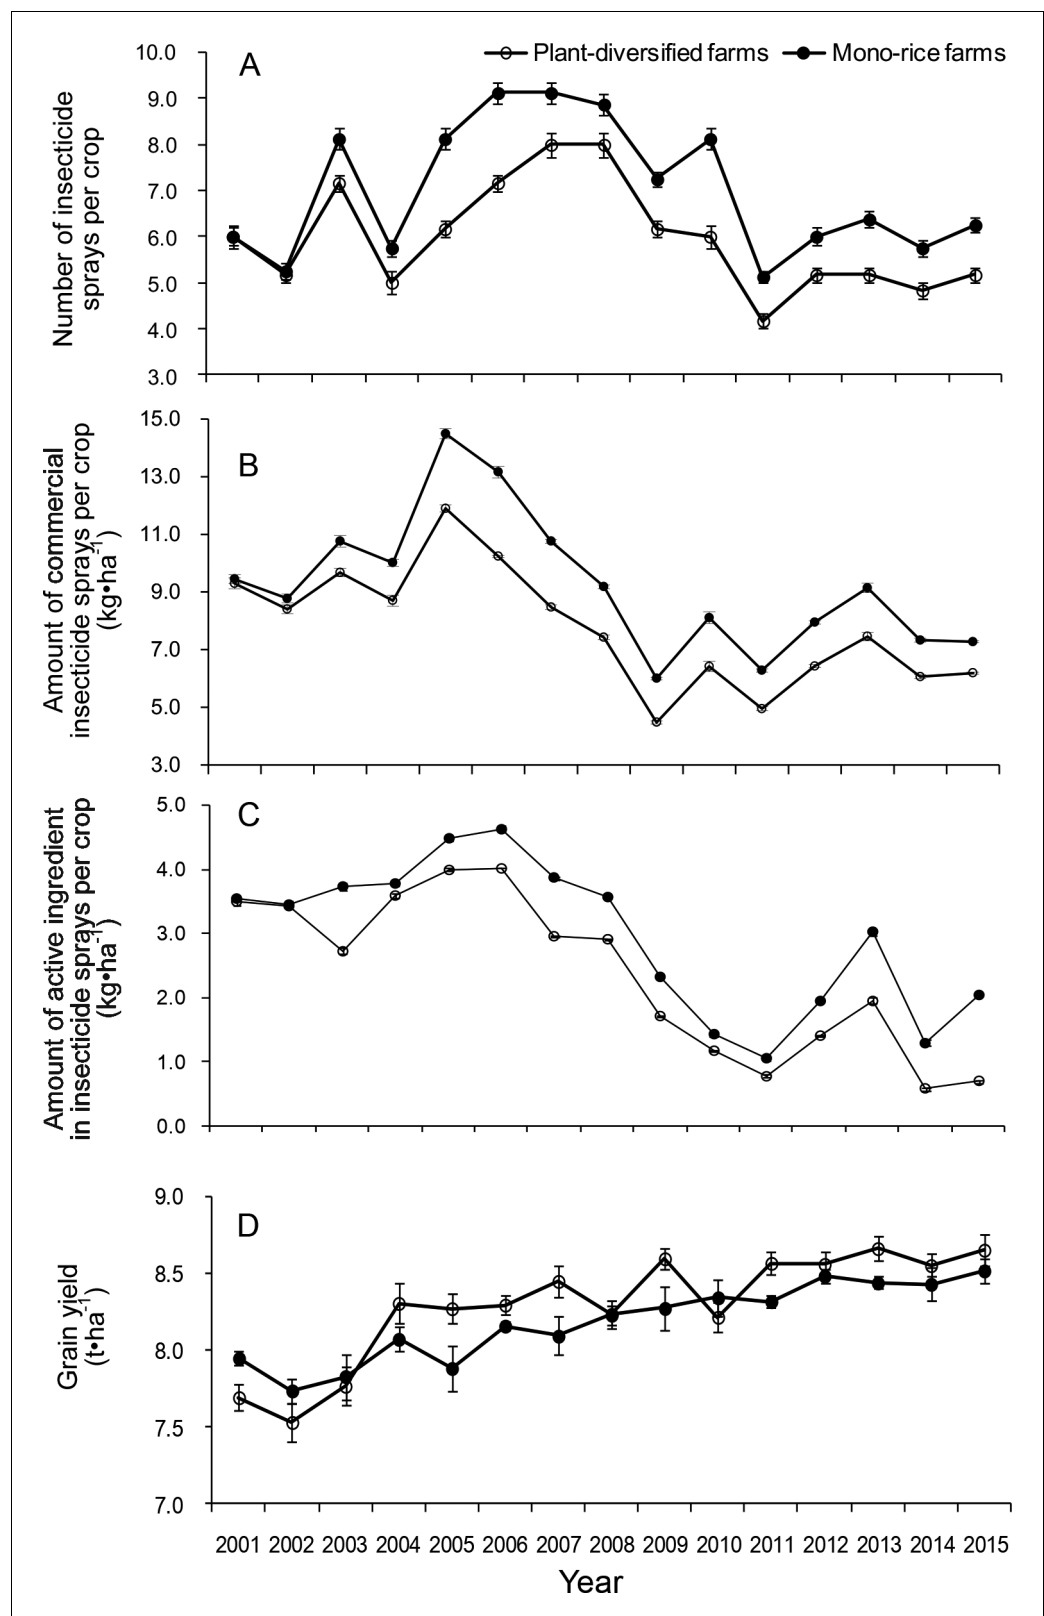 A
Plant-diversified farms
Mono-rice farms
Number of insecticide
sprays per crop
10.0
9.0
8.0
7.0
6.0
5.0
4.0
3.0
B
Amount of commercial
insecticide sprays per crop
(kg•ha-1)
15.0
13.0
11.0
9.0
7.0
5.0
3.0
C
Amount of active ingredient
in insecticide sprays per crop
(kg•ha-1)
5.0
4.0
3.0
2.0
1.0
0.0
D
Grain yield
(t•ha-1)
9.0
8.5
8.0
7.5
7.0
2001 2002 2003 2004 2005 2006 2007 2008 2009 2010 2011 2012 2013 2014 2015
Year